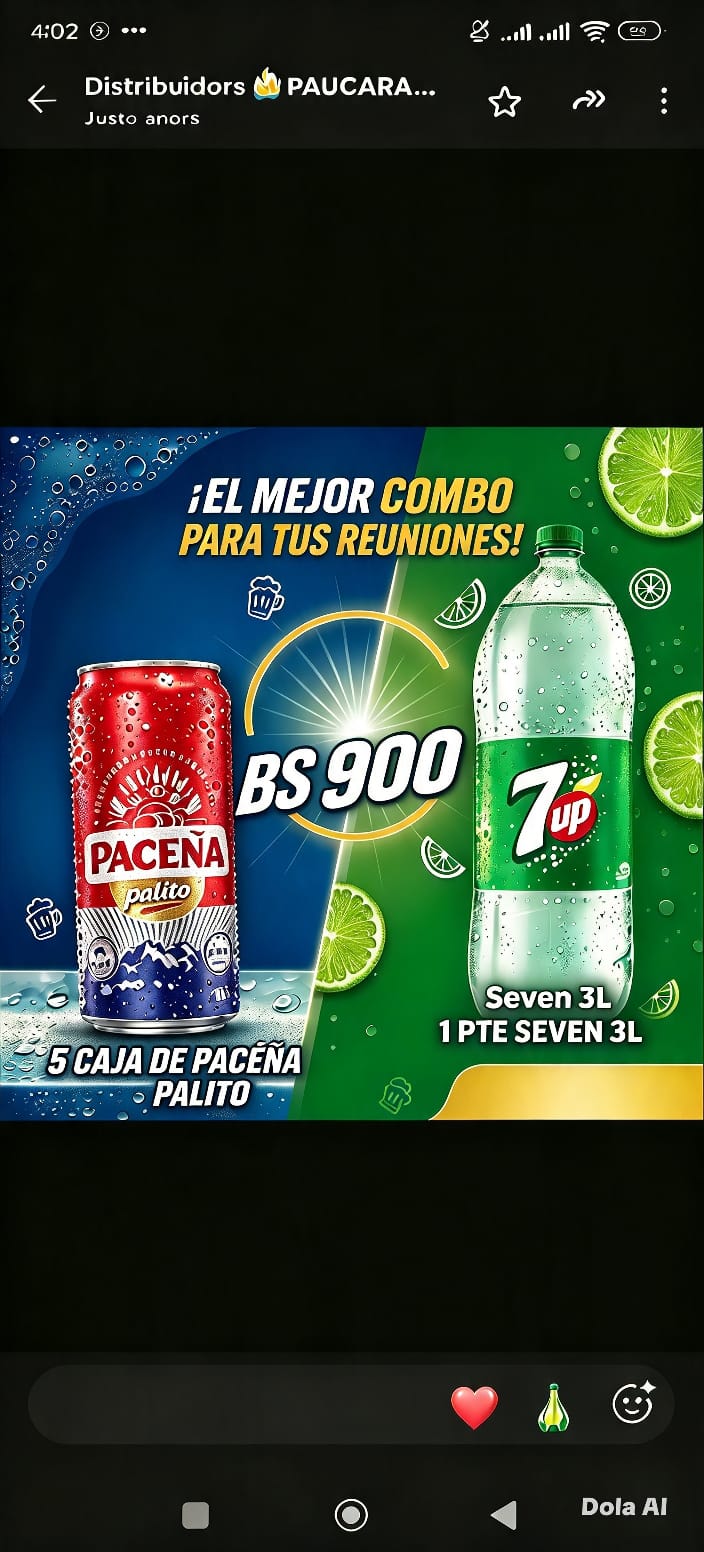 4:02
Distribuidors 🔥 PAUCARA...
Justo anors
¡EL MEJOR COMBO
PARA TUS REUNIONES!
BS 900
PACEÑA
palito
7up
Seven 3L
1 PTE SEVEN 3L
5 CAJA DE PACÉÑA
PALITO
Dola AI